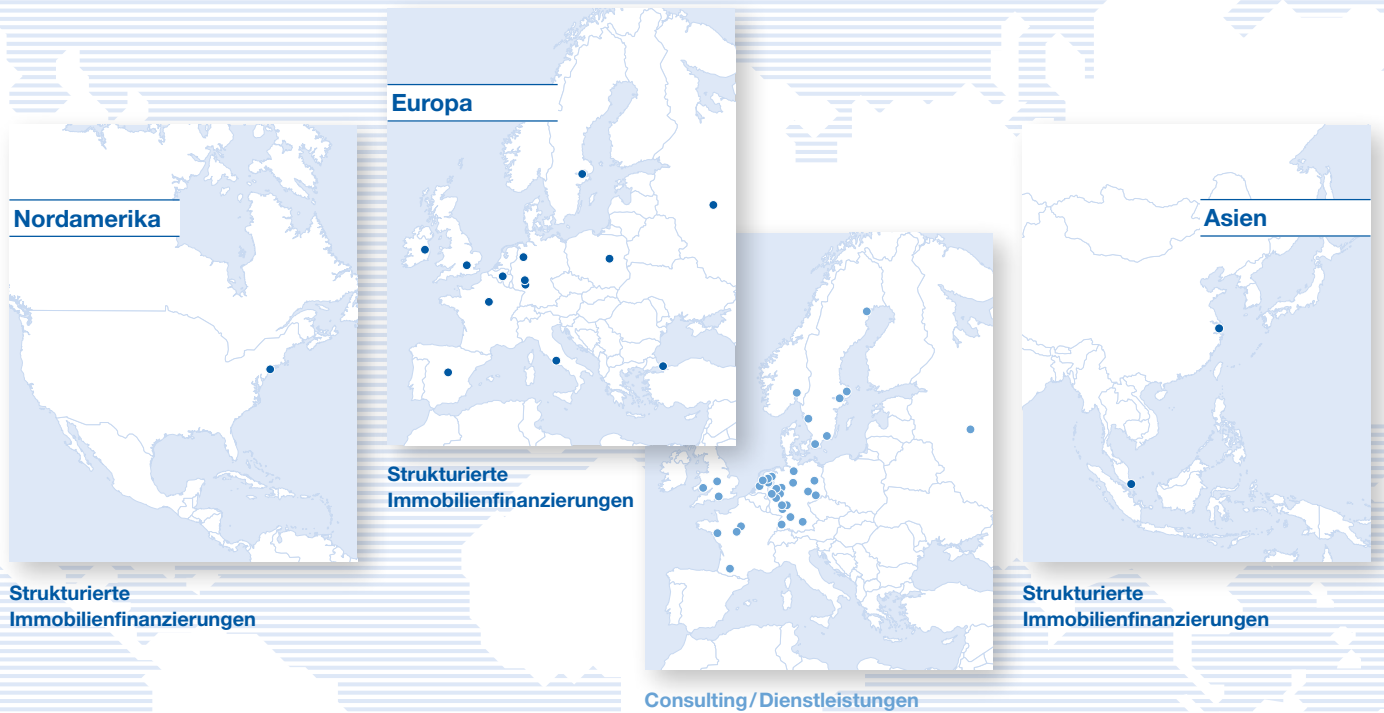 Europa
Nordamerika
Asien
Strukturierte
Immobilienfinanzierungen
Strukturierte
Immobilienfinanzierungen
Strukturierte
Immobilienfinanzierungen
Consulting/Dienstleistungen